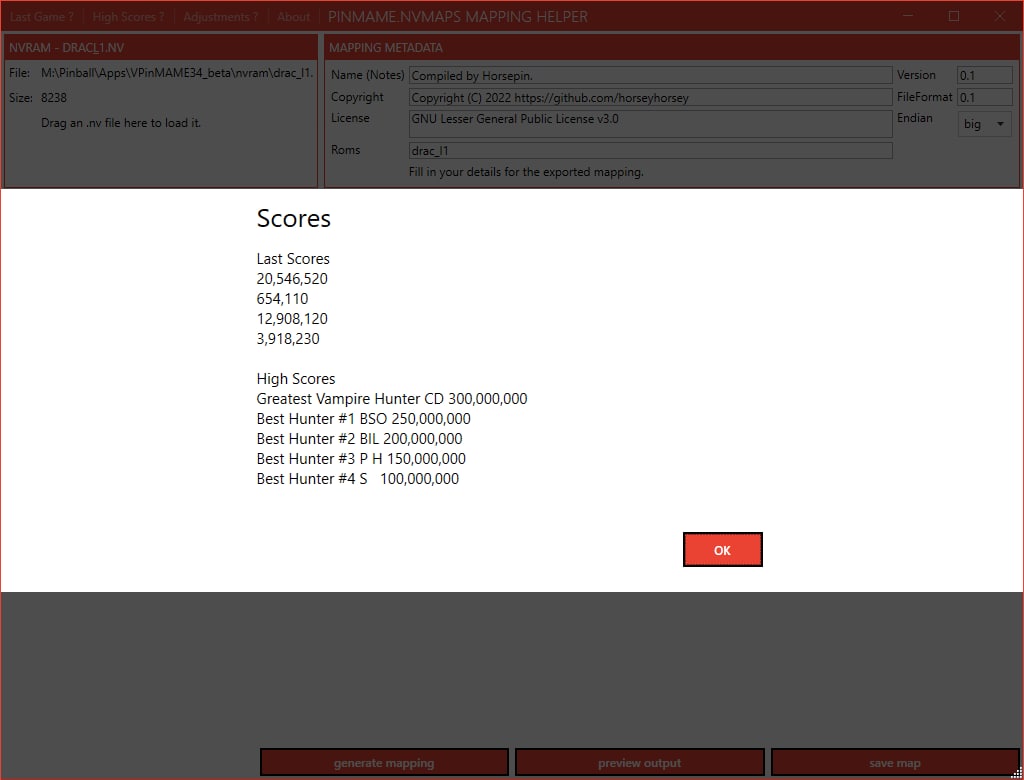 Last Game ? High Scores ? Adjustments ? About PINMAME.NVMAPS MAPPING HELPER
NVRAM - DRAC_L1.NV
File: M:\Pinball\Apps\VPinMAME34_beta\nvram\drac_l1.
Size: 8238
Drag an .nv file here to load it.
MAPPING METADATA
Name (Notes) Compiled by Horsepin. Version 0.1
Copyright Copyright (C) 2022 https://github.com/horseyhorsey FileFormat 0.1
License GNU Lesser General Public License v3.0 Endian big
Roms drac_l1
Fill in your details for the exported mapping.
Scores
Last Scores
20,546,520
654,110
12,908,120
3,918,230
High Scores
Greatest Vampire Hunter CD 300,000,000
Best Hunter #1 BSO 250,000,000
Best Hunter #2 BIL 200,000,000
Best Hunter #3 P H 150,000,000
Best Hunter #4 S   100,000,000
OK
generate mapping preview output save map